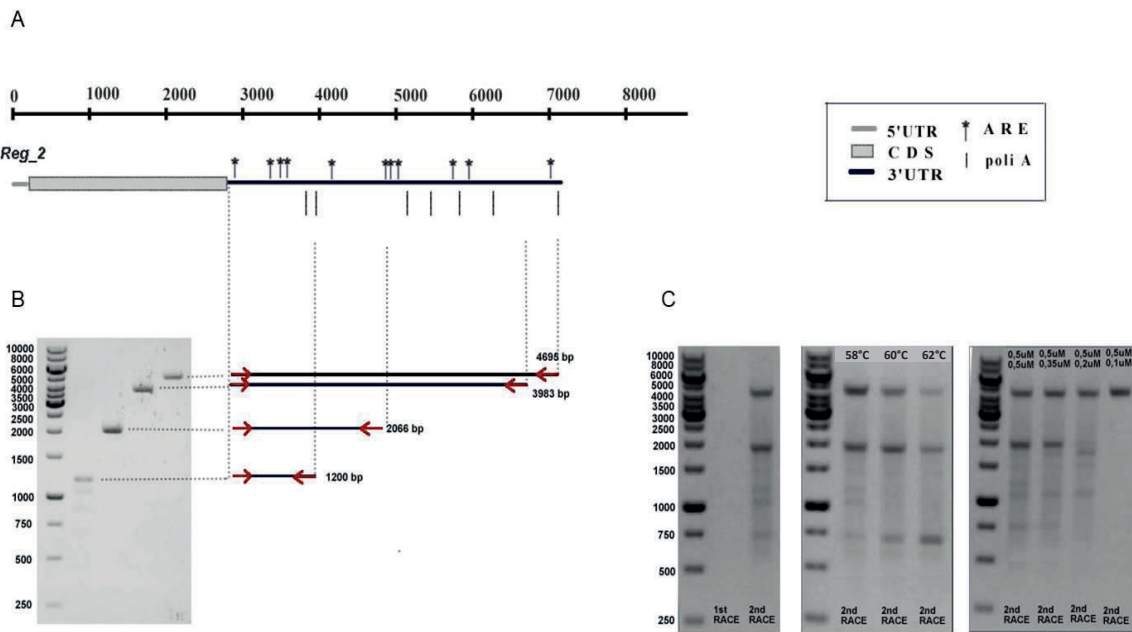 A
0 1000 2000 3000 4000 5000 6000 7000 8000
Reg_2
5'UTR
CDS
3'UTR
ARE
poli A
B
10000
8000
6000
5000
4000
3500
3000
2500
2000
1500
1000
750
500
250
4695 bp
3983 bp
2066 bp
1200 bp
C
10000
8000
6000
5000
4000
3500
3000
2500
2000
1500
1000
750
500
250
1st RACE
2nd RACE
58°C 60°C 62°C
2nd RACE
2nd RACE
2nd RACE
0,5uM 0,5uM 0,5uM 0,5uM
0,5uM 0,35uM 0,2uM 0,1uM
2nd RACE
2nd RACE
2nd RACE
2nd RACE